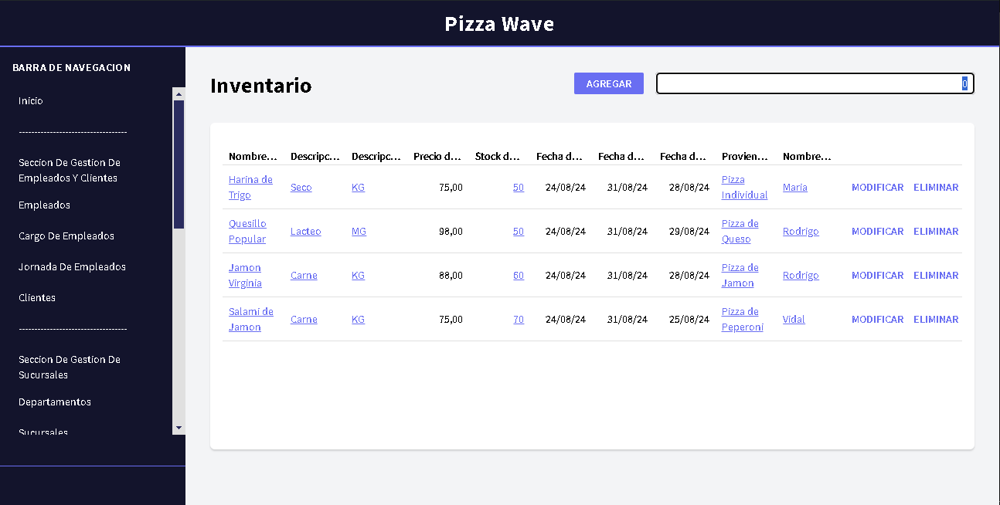 Pizza Wave
BARRA DE NAVEGACION
Inicio
-----------------------------------
Seccion De Gestion De
Empleados Y Clientes
Empleados
Cargo De Empleados
Jornada De Empleados
Clientes
-----------------------------------
Seccion De Gestion De
Sucursales
Departamentos
Sucursales
Inventario
AGREGAR
0
Nombre... Descripc... Descripc... Precio d... Stock d... Fecha d... Fecha d... Fecha d... Provien... Nombre...
Harina de Trigo Seco KG 75,00 50 24/08/24 31/08/24 28/08/24 Pizza Individual Maria MODIFICAR ELIMINAR
Quesillo Popular Lacteo MG 98,00 50 24/08/24 31/08/24 29/08/24 Pizza de Queso Rodrigo MODIFICAR ELIMINAR
Jamon Virginia Carne KG 88,00 60 24/08/24 31/08/24 28/08/24 Pizza de Jamon Rodrigo MODIFICAR ELIMINAR
Salami de Jamon Carne KG 75,00 70 24/08/24 31/08/24 25/08/24 Pizza de Peperoni Vidal MODIFICAR ELIMINAR